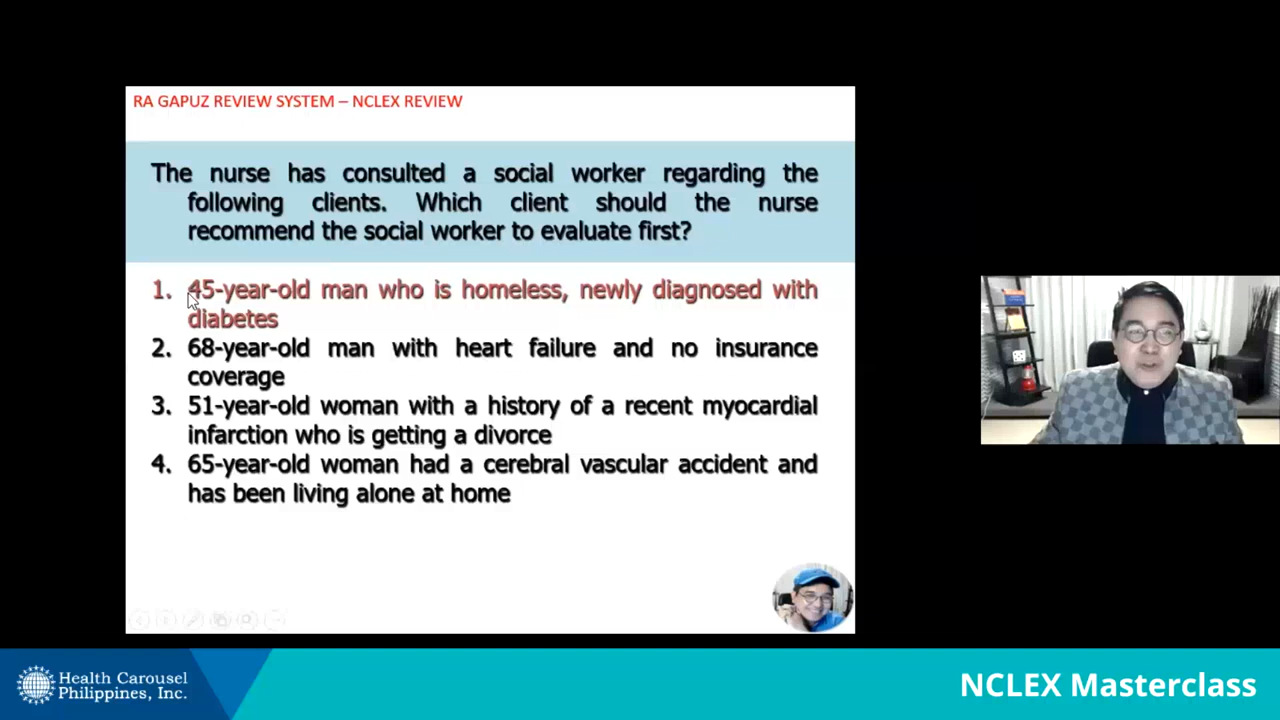 RA GAPUZ REVIEW SYSTEM – NCLEX REVIEW
The nurse has consulted a social worker regarding the
following clients. Which client should the nurse
recommend the social worker to evaluate first?
1. 45-year-old man who is homeless, newly diagnosed with
diabetes
2. 68-year-old man with heart failure and no insurance
coverage
3. 51-year-old woman with a history of a recent myocardial
infarction who is getting a divorce
4. 65-year-old woman had a cerebral vascular accident and
has been living alone at home
Health Carousel
Philippines, Inc.
NCLEX Masterclass